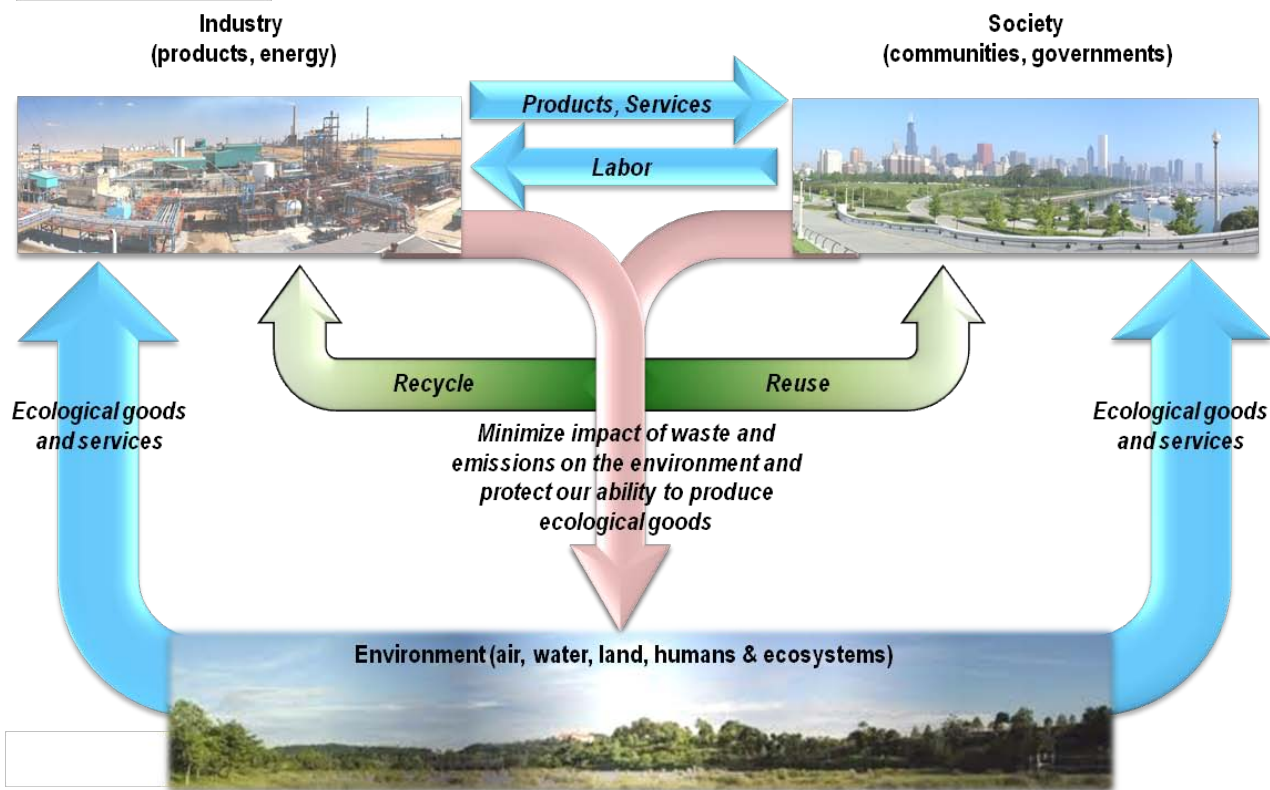 Industry
(products, energy)
Society
(communities, governments)
Products, Services
Labor
Recycle
Reuse
Ecological goods
and services
Minimize impact of waste and
emissions on the environment and
protect our ability to produce
ecological goods
Ecological goods
and services
Environment (air, water, land, humans & ecosystems)